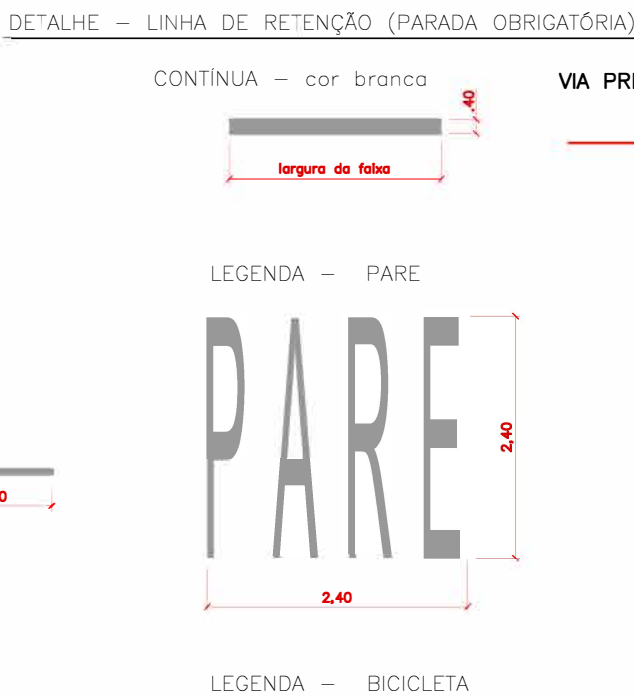 DETALHE – LINHA DE RETENÇÃO (PARADA OBRIGATÓRIA)
CONTÍNUA – cor branca
VIA
.40
largura da faixa
LEGENDA – PARE
PARE
2,40
2,40
LEGENDA – BICICLETA